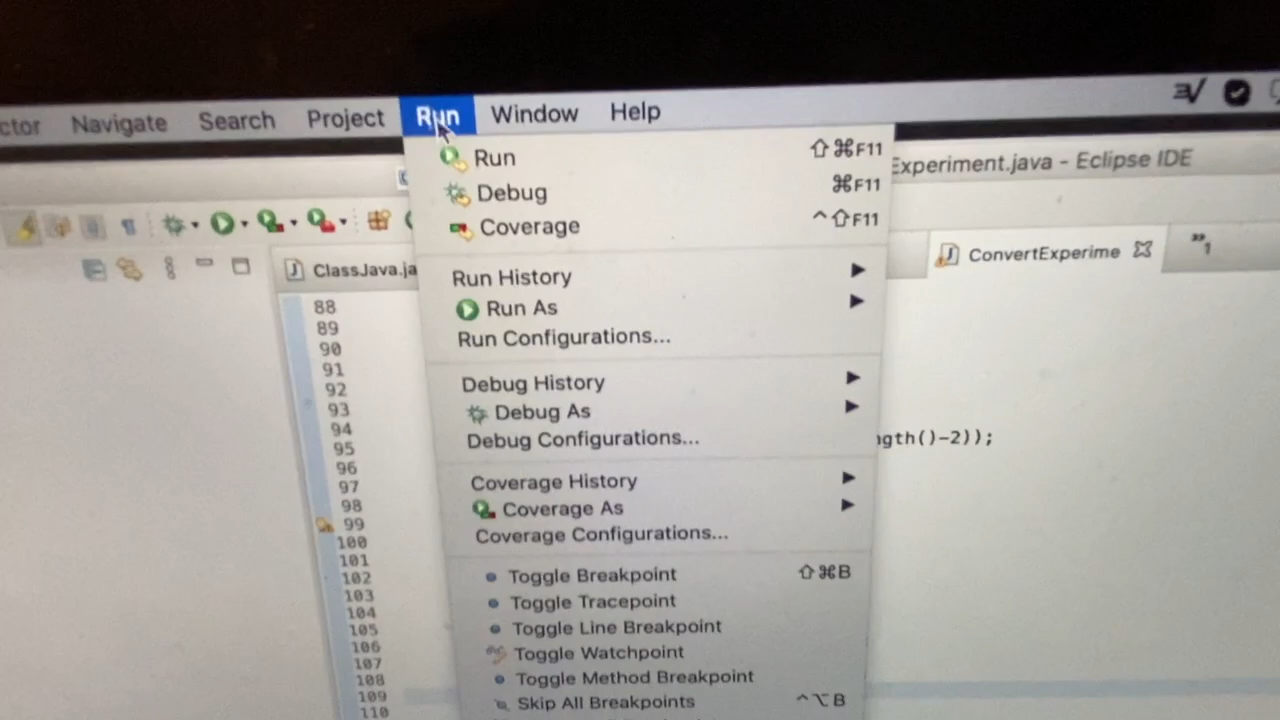 ctor Navigate Search Project Run Window Help
Experiment.java - Eclipse IDE
Run ⇧⌘F11
Debug ⌘F11
Coverage ^⇧F11
ClassJava.ja
ConvertExperime
»1
Run History
Run As
Run Configurations...
Debug History
Debug As
Debug Configurations...
Coverage History
Coverage As
Coverage Configurations...
Toggle Breakpoint ⇧⌘B
Toggle Tracepoint
Toggle Line Breakpoint
Toggle Watchpoint
Toggle Method Breakpoint
Skip All Breakpoints ^⌥B
88
89
90
91
92
93
94
ngth()-2));
95
96
97
98
99
100
101
102
103
104
105
106
107
108
109
110